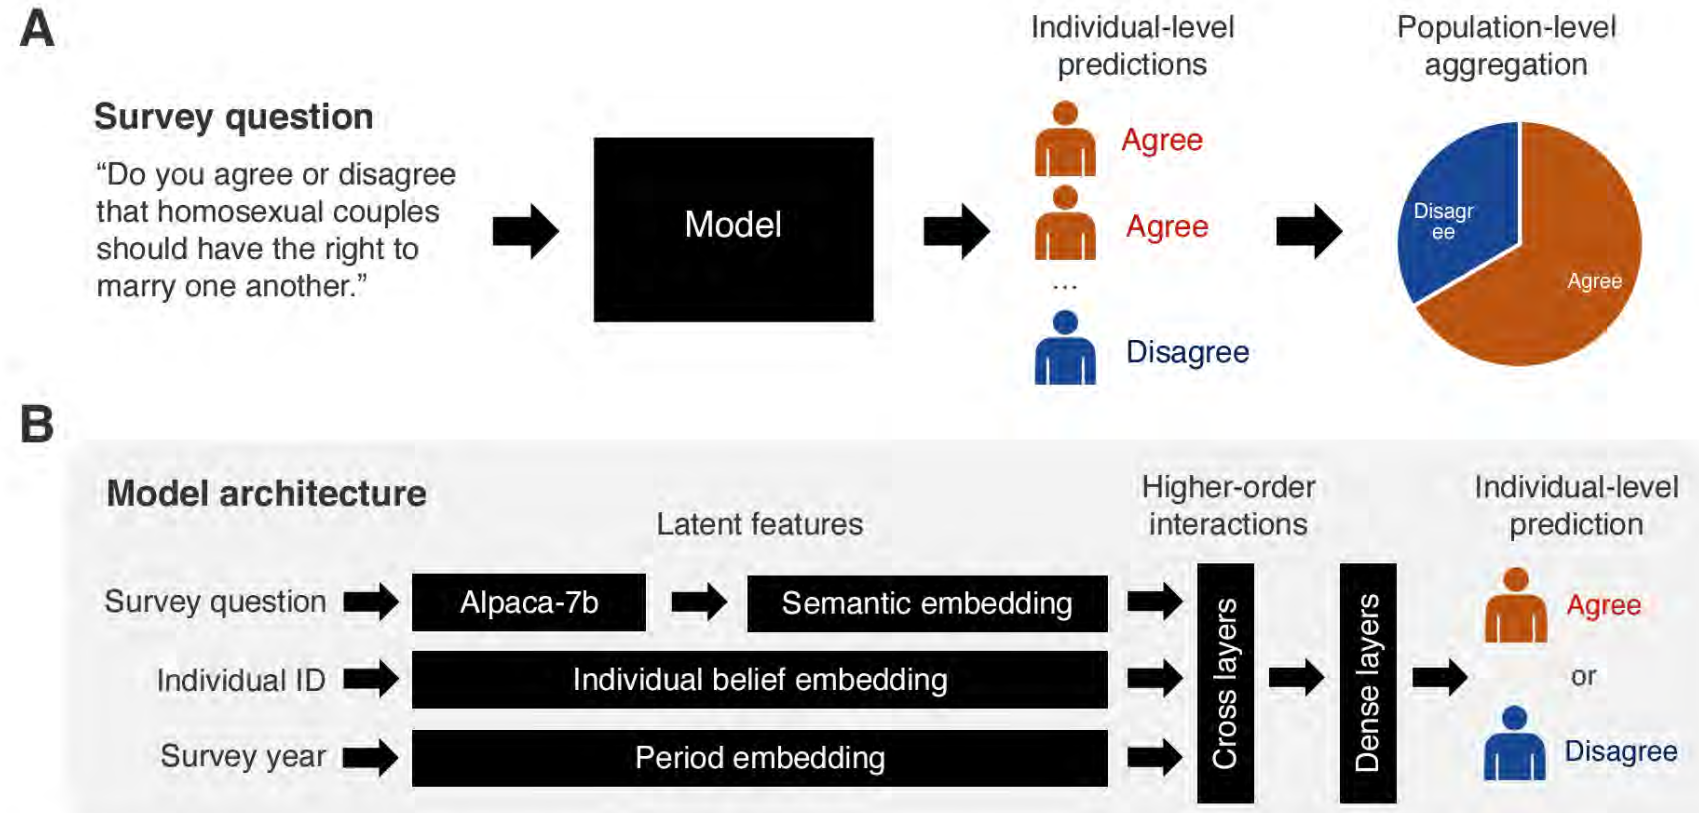 A
Individual-level
predictions
Population-level
aggregation
Survey question
“Do you agree or disagree
that homosexual couples
should have the right to
marry one another.”
Model
Agree
Agree
...
Disagree
Disagr
ee
Agree
B
Model architecture
Latent features
Higher-order
interactions
Individual-level
prediction
Survey question
Alpaca-7b
Semantic embedding
Individual ID
Individual belief embedding
Survey year
Period embedding
Cross layers
Dense layers
Agree
or
Disagree